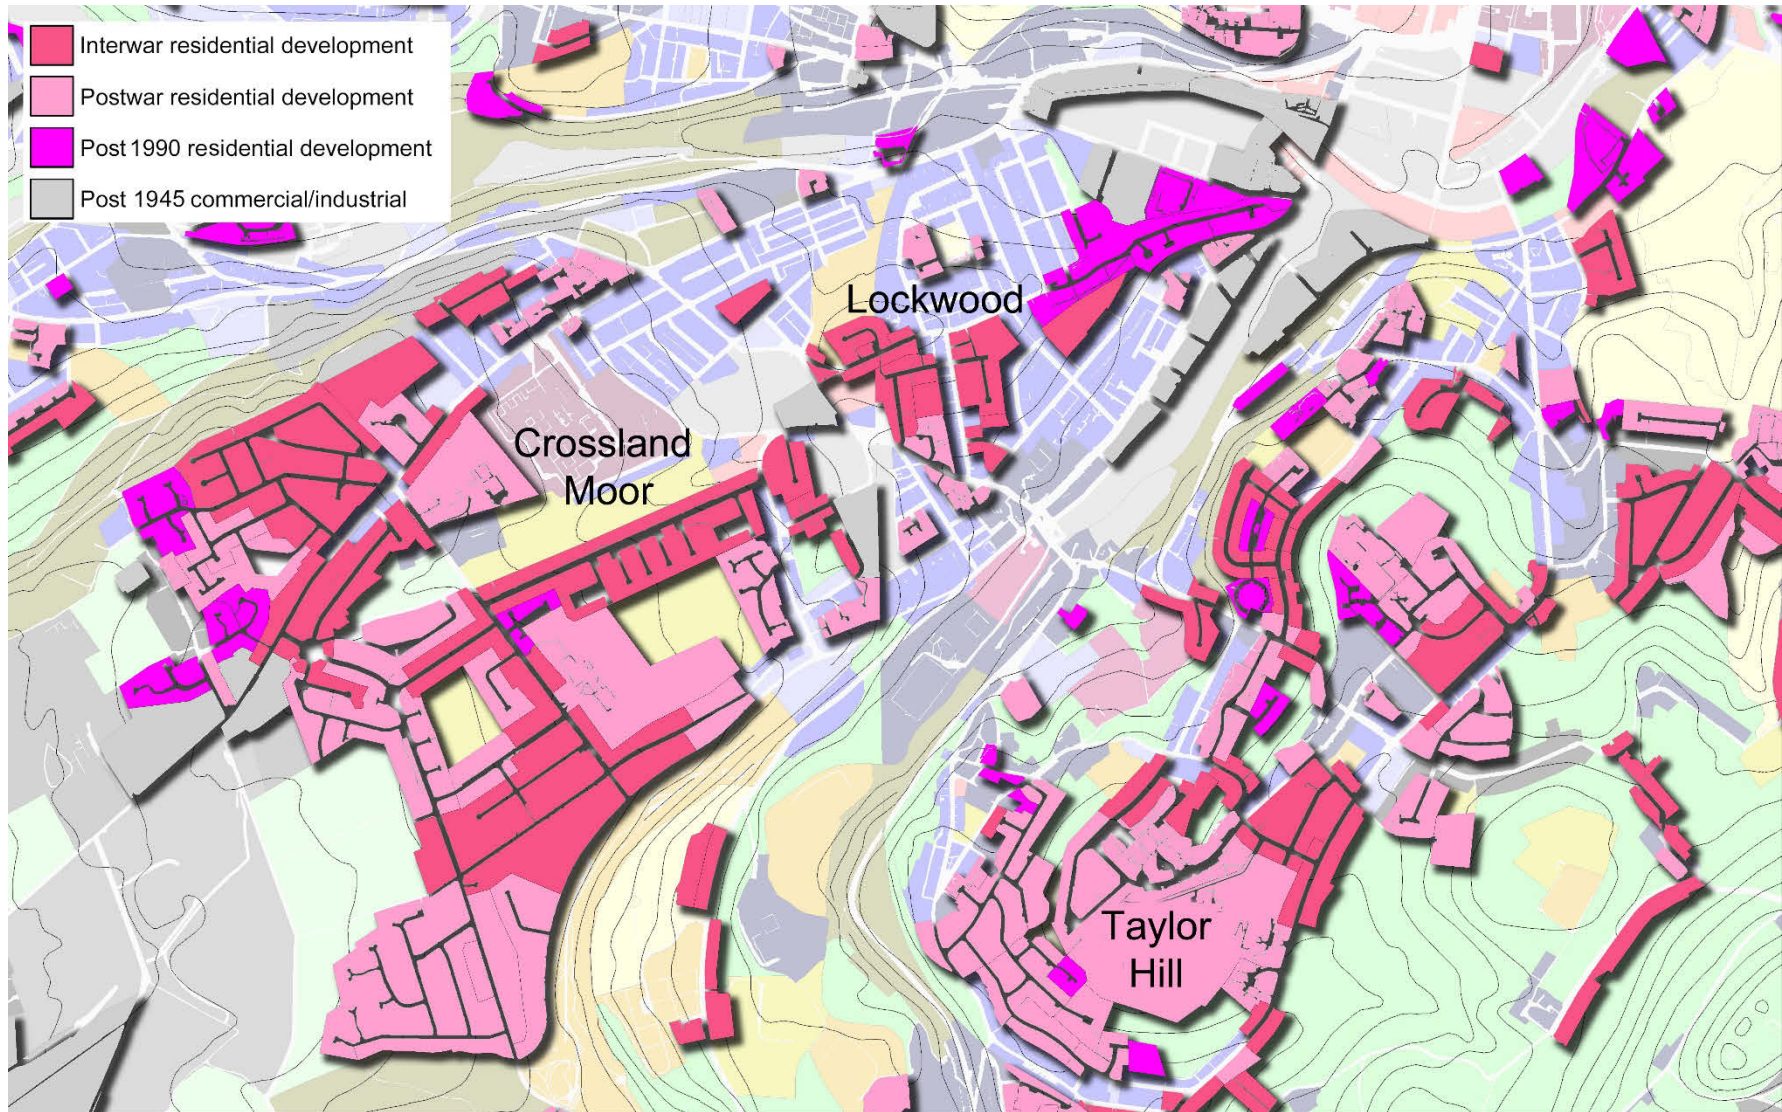 Interwar residential development
Postwar residential development
Post 1990 residential development
Post 1945 commercial/industrial
Lockwood
Crossland
Moor
Taylor
Hill